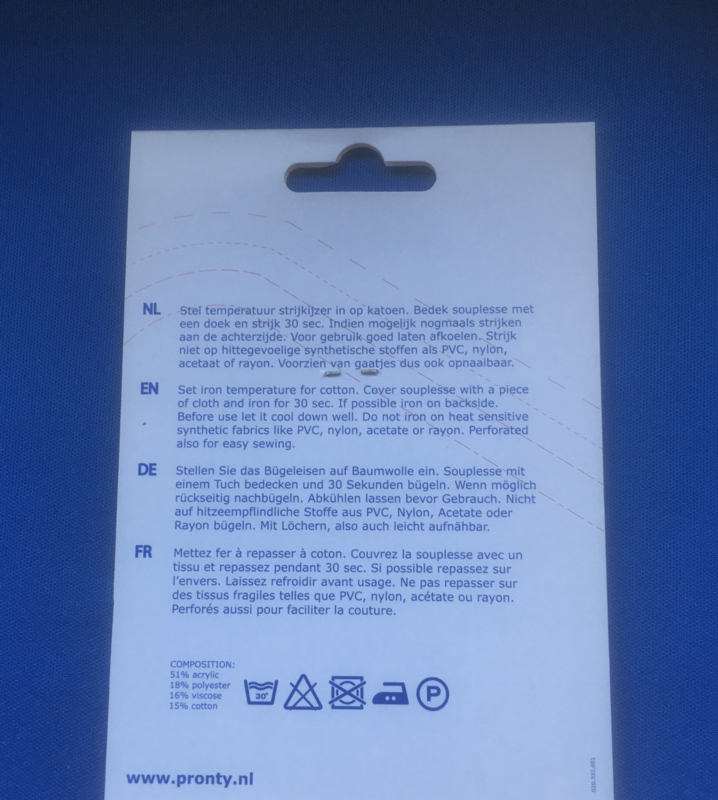 NL
Stel temperatuur strijkijzer in op katoen. Bedek souplesse met
een doek en strijk 30 sec. Indien mogelijk nogmaals strijken
aan de achterzijde. Voor gebruik goed laten afkoelen. Strijk
niet op hittegevoelige synthetische stoffen als PVC, nylon,
acetaat of rayon. Voorzien van gaatjes dus ook opnaaibaar.
EN
Set iron temperature for cotton. Cover souplesse with a piece
of cloth and iron for 30 sec. If possible iron on backside.
Before use let it cool down well. Do not iron on heat sensitive
synthetic fabrics like PVC, nylon, acetate or rayon. Perforated
also for easy sewing.
DE
Stellen Sie das Bügeleisen auf Baumwolle ein. Souplesse mit
einem Tuch bedecken und 30 Sekunden bügeln. Wenn möglich
rückseitig nachbügeln. Abkühlen lassen bevor Gebrauch. Nicht
auf hitzeempflindliche Stoffe aus PVC, Nylon, Acetate oder
Rayon bügeln. Mit Löchern, also auch leicht aufnähbar.
FR
Mettez fer à repasser à coton. Couvrez la souplesse avec un
tissu et repassez pendant 30 sec. Si possible repassez sur
l'envers. Laissez refroidir avant usage. Ne pas repasser sur
des tissus fragiles telles que PVC, nylon, acétate ou rayon.
Perforés aussi pour faciliter la couture.
COMPOSITION:
51% acrylic
18% polyester
16% viscose
15% cotton
30°
P
www.pronty.nl